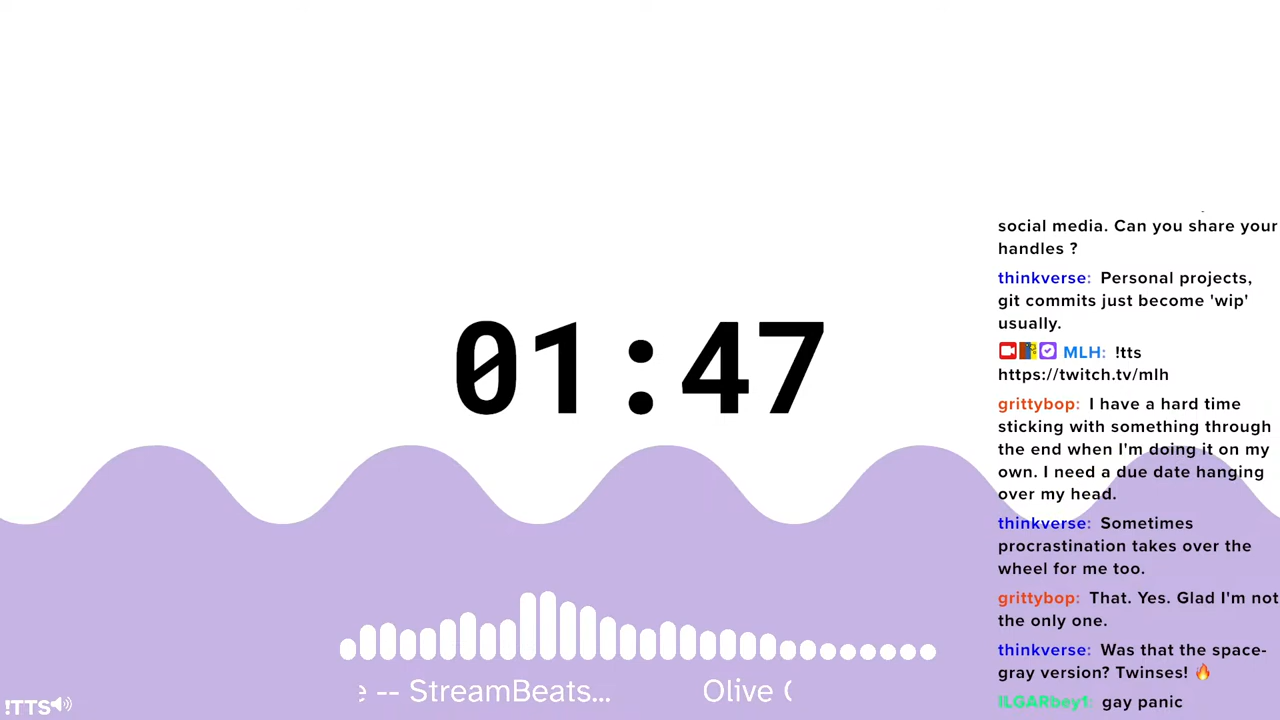 social media. Can you share your
handles ?
thinkverse: Personal projects,
git commits just become 'wip'
usually.
MLH: !tts
https://twitch.tv/mlh
grittybop: I have a hard time
sticking with something through
the end when I'm doing it on my
own. I need a due date hanging
over my head.
thinkverse: Sometimes
procrastination takes over the
wheel for me too.
grittybop: That. Yes. Glad I'm not
the only one.
thinkverse: Was that the space-
gray version? Twinses! 🔥
ILGARbey1: gay panic
01:47
e -- StreamBeats... Olive
!TTS